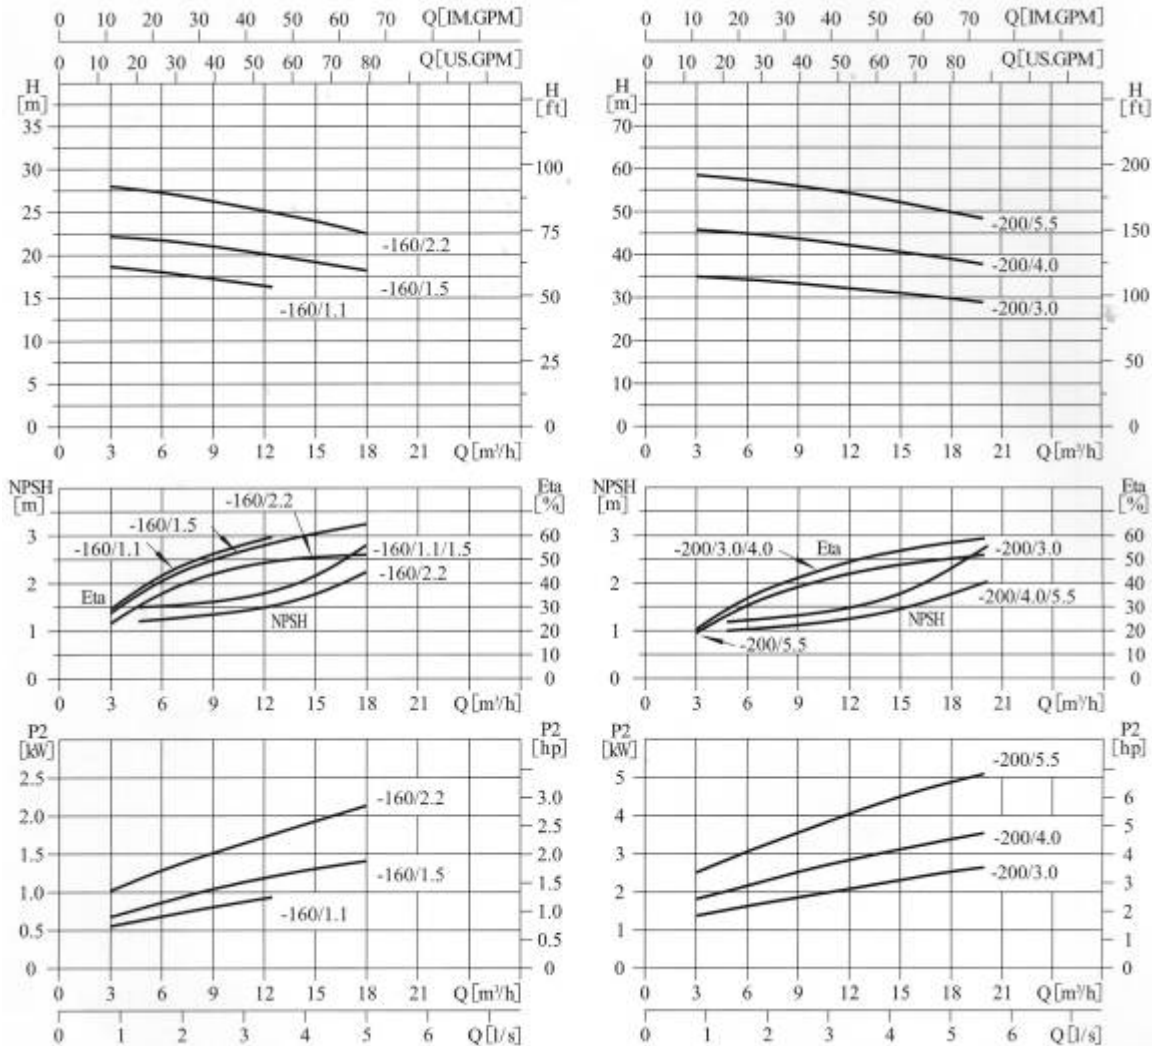 0 10 20 30 40 50 60 70 Q[IM.GPM]
0 10 20 30 40 50 60 70 80 Q[US.GPM]
H
[m]
H
[ft]
35
30
25
20
15
10
5
0
100
75
50
25
0
-160/2.2
-160/1.5
-160/1.1
0 3 6 9 12 15 18 21 Q[m³/h]
NPSH
[m]
Eta
[%]
3
2
1
0
60
50
40
30
20
10
0
-160/2.2
-160/1.5
-160/1.1
-160/1.1/1.5
-160/2.2
Eta
NPSH
0 3 6 9 12 15 18 21 Q[m³/h]
P2
[kW]
P2
[hp]
2.5
2.0
1.5
1.0
0.5
0
3.0
2.5
2.0
1.5
1.0
0.5
0
-160/2.2
-160/1.5
-160/1.1
0 3 6 9 12 15 18 21 Q[m³/h]
0 1 2 3 4 5 6 Q[l/s]
0 10 20 30 40 50 60 70 Q[IM.GPM]
0 10 20 30 40 50 60 70 80 Q[US.GPM]
H
[m]
H
[ft]
70
60
50
40
30
20
10
0
200
150
100
50
0
-200/5.5
-200/4.0
-200/3.0
0 3 6 9 12 15 18 21 Q[m³/h]
NPSH
[m]
Eta
[%]
3
2
1
0
60
50
40
30
20
10
0
-200/3.0/4.0
Eta
-200/3.0
-200/4.0/5.5
NPSH
-200/5.5
0 3 6 9 12 15 18 21 Q[m³/h]
P2
[kW]
P2
[hp]
5
4
3
2
1
0
6
5
4
3
2
1
0
-200/5.5
-200/4.0
-200/3.0
0 3 6 9 12 15 18 21 Q[m³/h]
0 1 2 3 4 5 6 Q[l/s]